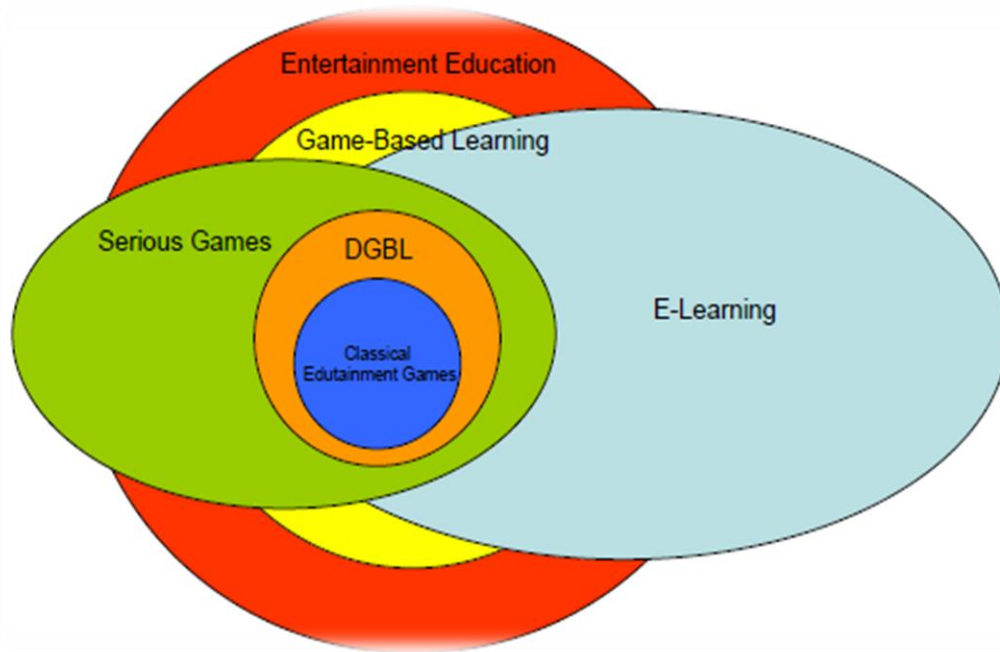 Entertainment Education
Game-Based Learning
Serious Games
DGBL
E-Learning
Classical
Edutainment Games